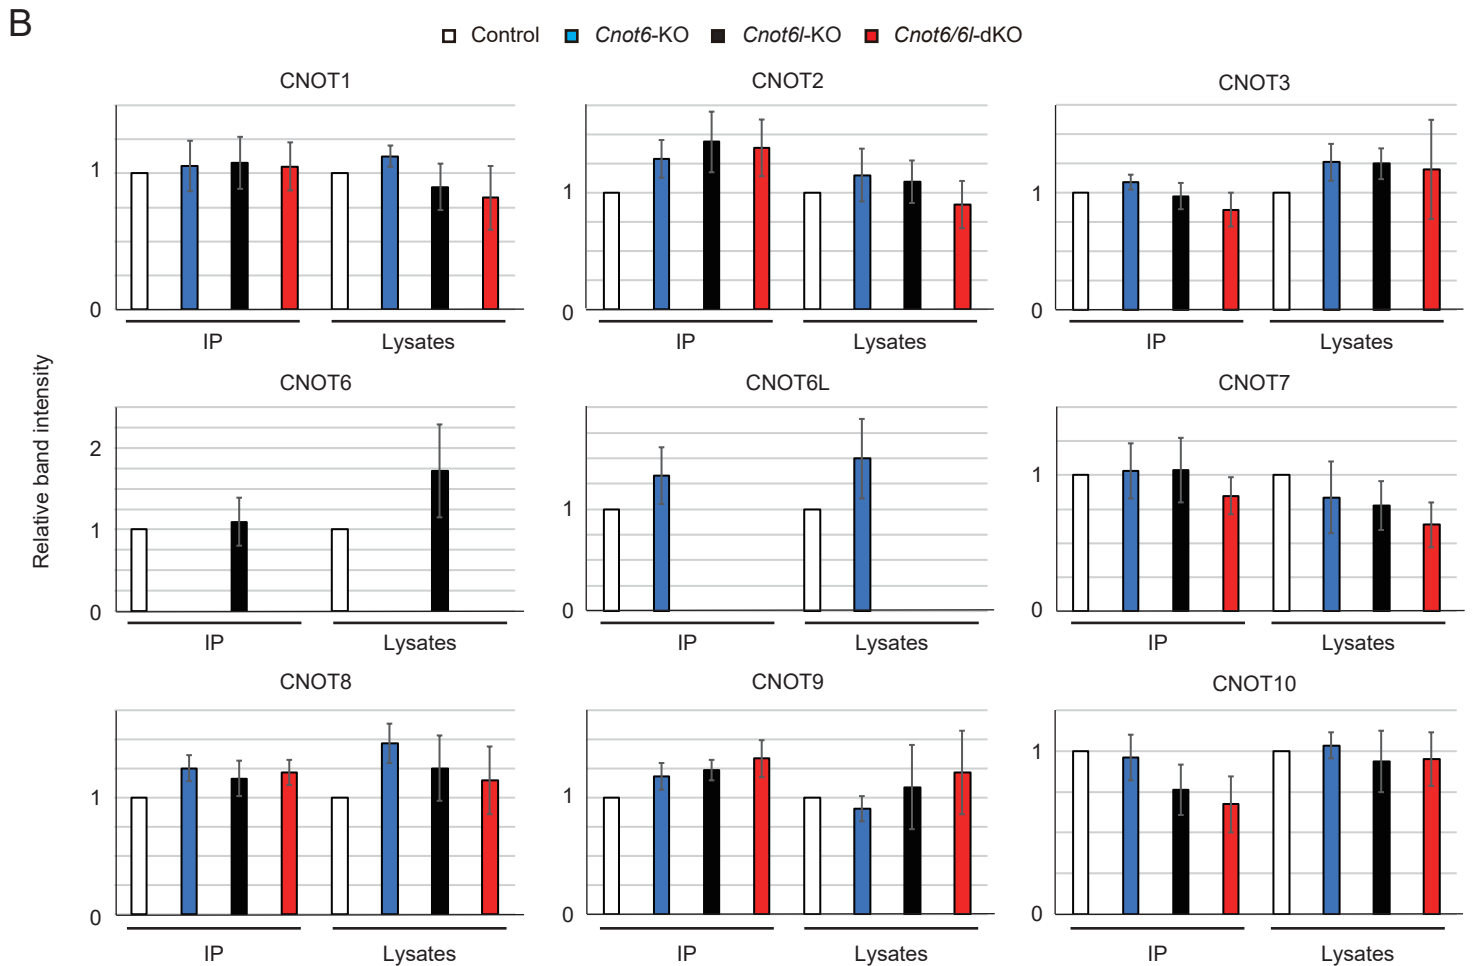 B
Control Cnot6-KO Cnot6l-KO Cnot6/6l-dKO
CNOT1 CNOT2 CNOT3
1 1 1
0 0 0
IP Lysates IP Lysates IP Lysates
Relative band intensity
CNOT6 CNOT6L CNOT7
2
1 1 1
0 0 0
IP Lysates IP Lysates IP Lysates
CNOT8 CNOT9 CNOT10
1 1 1
0 0 0
IP Lysates IP Lysates IP Lysates